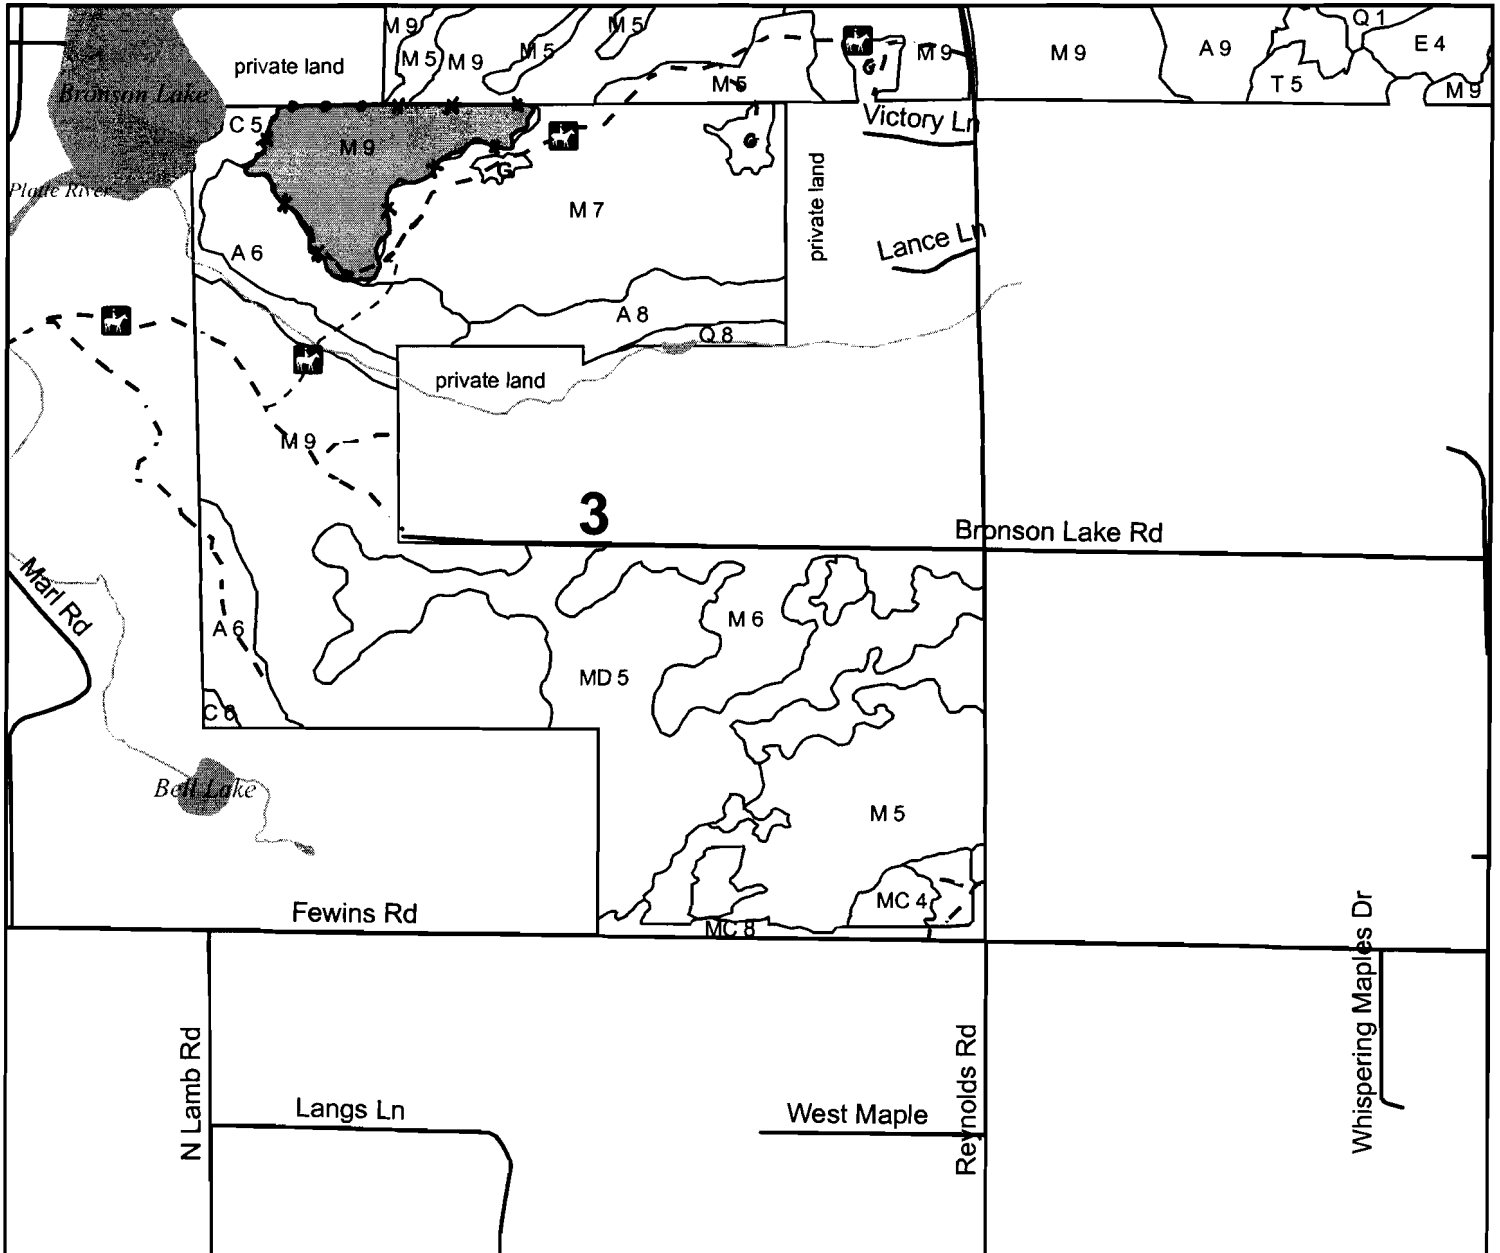 M 9
M 5
M 9
M 5
M 5
M 5
G 1
M 9
M 9
A 9
Q 1
E 4
T 5
M 9
private land
Bronson Lake
C 5
M 9
G
G
Victory Ln
Platte River
M 7
private land
Lance Ln
A 6
A 8
Q 8
private land
M 9
3
Bronson Lake Rd
Marl Rd
A 6
M 6
MD 5
C 6
Bell Lake
M 5
MC 4
Fewins Rd
MC 8
Whispering Maples Dr
N Lamb Rd
Reynolds Rd
Langs Ln
West Maple